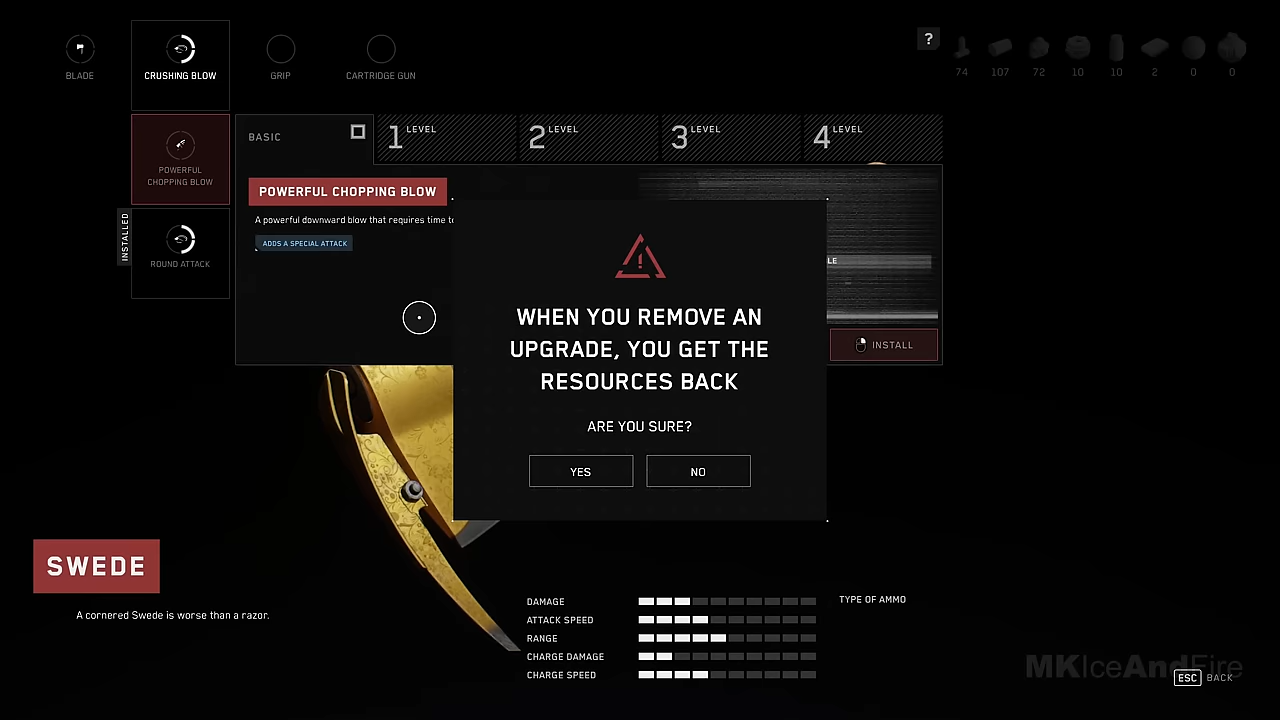 BLADE
CRUSHING BLOW
GRIP
CARTRIDGE GUN
?
74 107 72 10 10 2 0 0
POWERFUL
CHOPPING BLOW
INSTALLED
ROUND ATTACK
BASIC
1 LEVEL
2 LEVEL
3 LEVEL
4 LEVEL
POWERFUL CHOPPING BLOW
A powerful downward blow that requires time
ADDS A SPECIAL ATTACK
LE
INSTALL
WHEN YOU REMOVE AN
UPGRADE, YOU GET THE
RESOURCES BACK
ARE YOU SURE?
YES
NO
SWEDE
A cornered Swede is worse than a razor.
DAMAGE
ATTACK SPEED
RANGE
CHARGE DAMAGE
CHARGE SPEED
TYPE OF AMMO
MKIceAndFire
ESC BACK